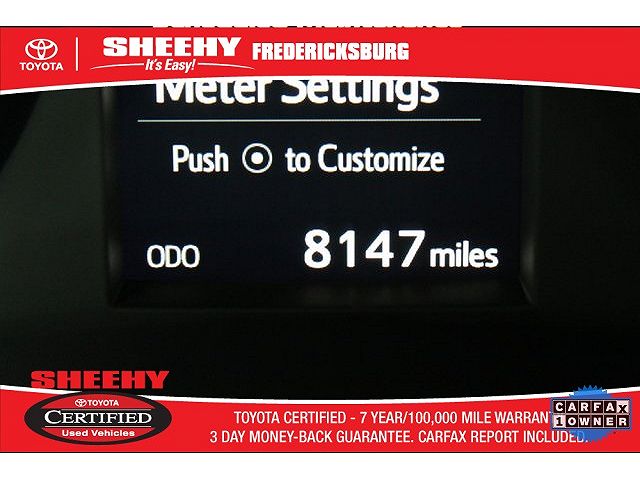 TOYOTA
SHEEHY FREDERICKSBURG
It's Easy!
Meter Settings
Push to Customize
ODO 8147 miles
SHEEHY
TOYOTA
CERTIFIED
Used Vehicles
TOYOTA CERTIFIED - 7 YEAR/100,000 MILE
3 DAY MONEY-BACK GUARANTEE. CARFAX REPORT INCLUDED.
CARFAX
1 OWNER